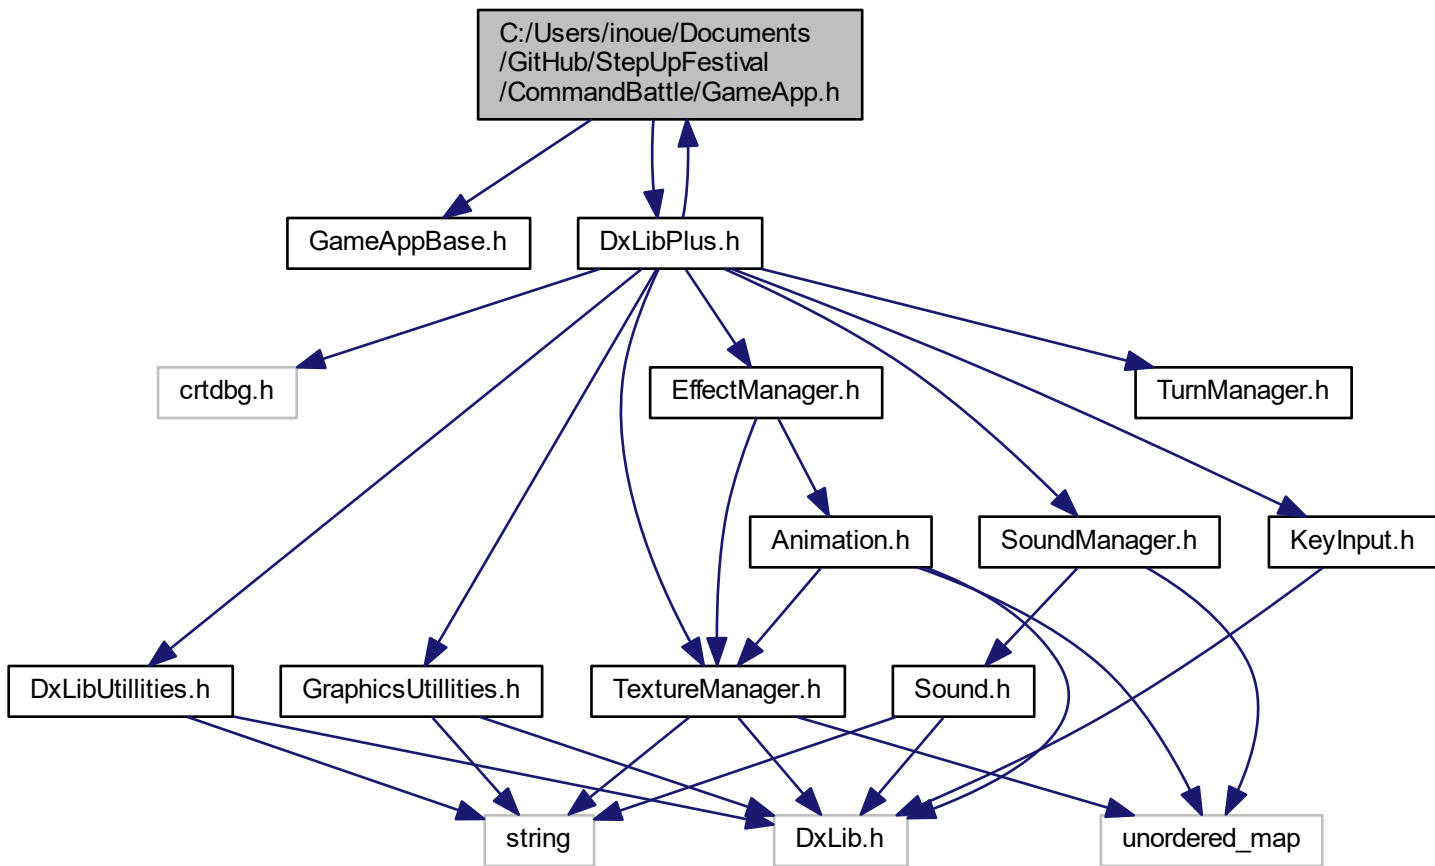 C:/Users/inoue/Documents
/GitHub/StepUpFestival
/CommandBattle/GameApp.h
GameAppBase.h
DxLibPlus.h
crtdbg.h
EffectManager.h
TurnManager.h
Animation.h
SoundManager.h
KeyInput.h
DxLibUtillities.h
GraphicsUtillities.h
TextureManager.h
Sound.h
string
DxLib.h
unordered_map